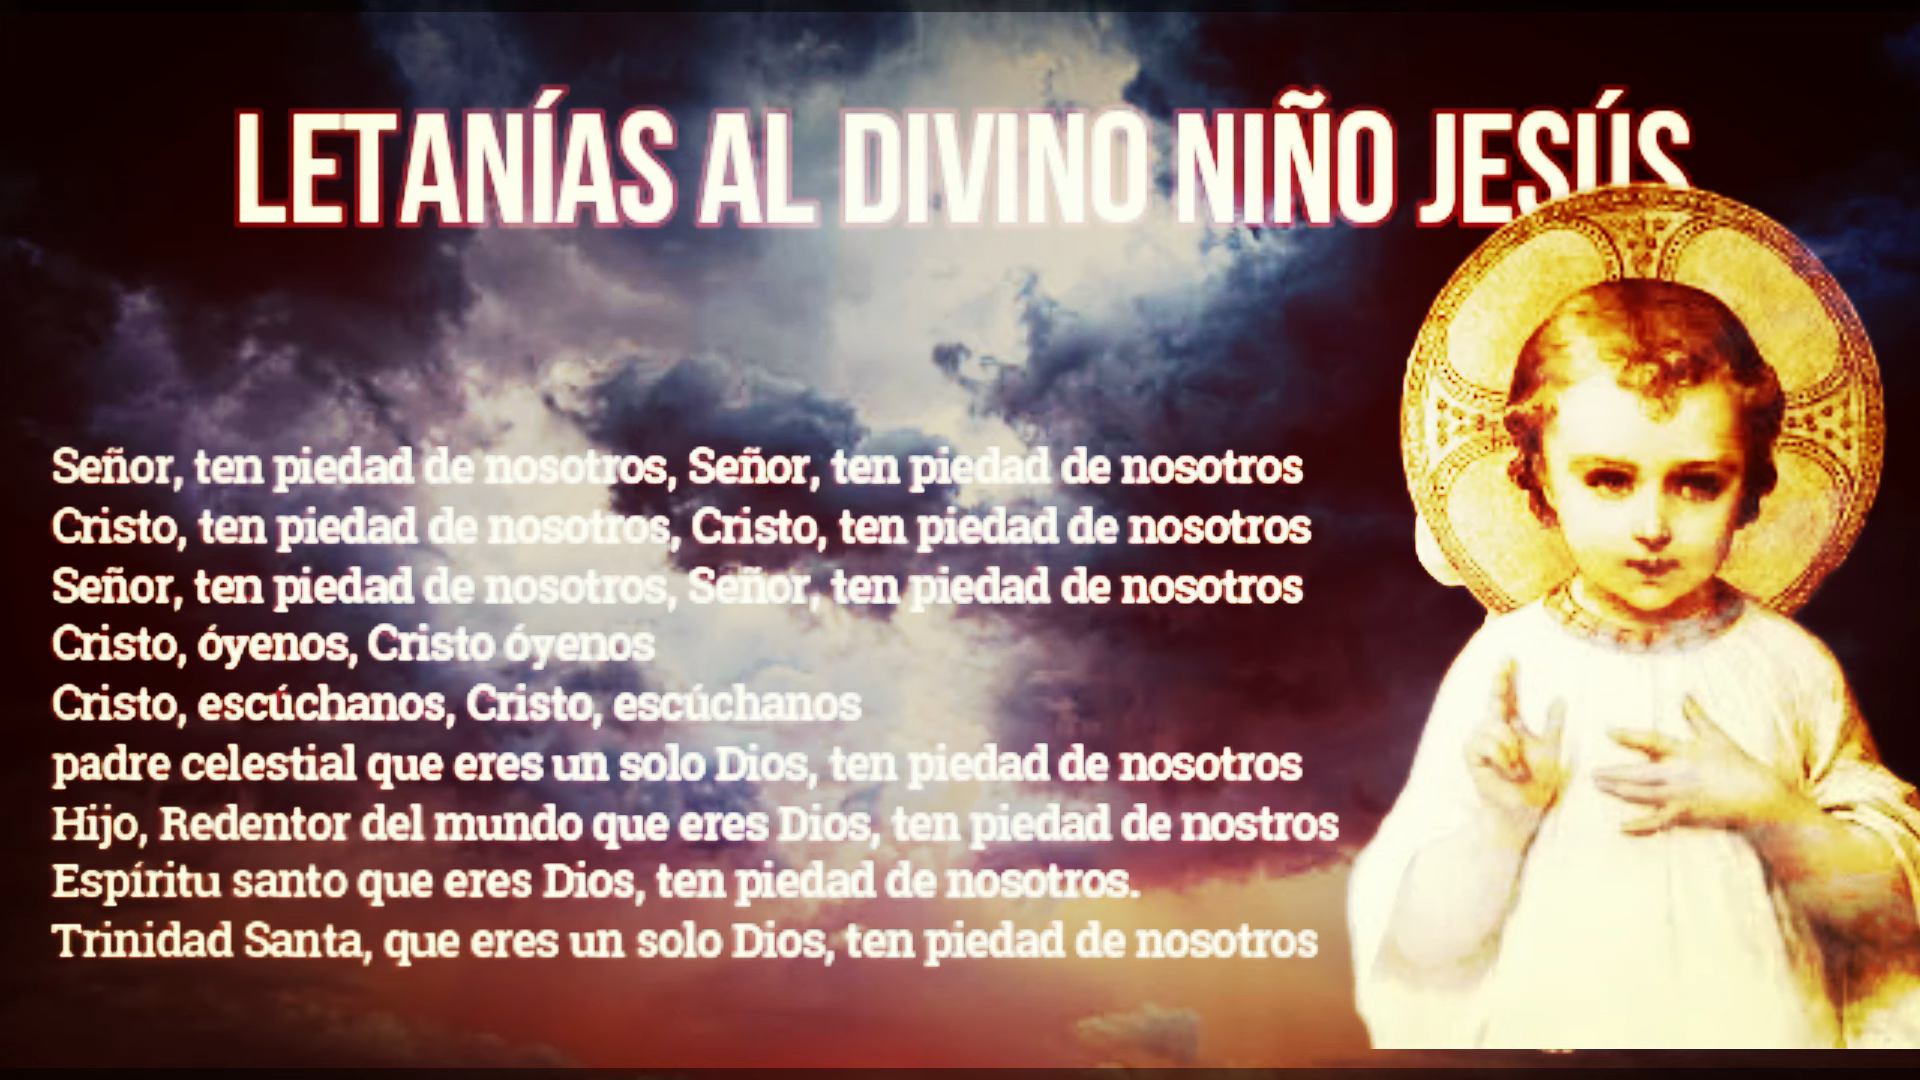 LETANÍAS AL DIVINO NIÑO JESÚS
Señor, ten piedad de nosotros, Señor, ten piedad de nosotros
Cristo, ten piedad de nosotros, Cristo, ten piedad de nosotros
Señor, ten piedad de nosotros, Señor, ten piedad de nosotros
Cristo, óyenos, Cristo óyenos
Cristo, escúchanos, Cristo, escúchanos
padre celestial que eres un solo Dios, ten piedad de nosotros
Hijo, Redentor del mundo que eres Dios, ten piedad de nostros
Espíritu santo que eres Dios, ten piedad de nosotros.
Trinidad Santa, que eres un solo Dios, ten piedad de nosotros